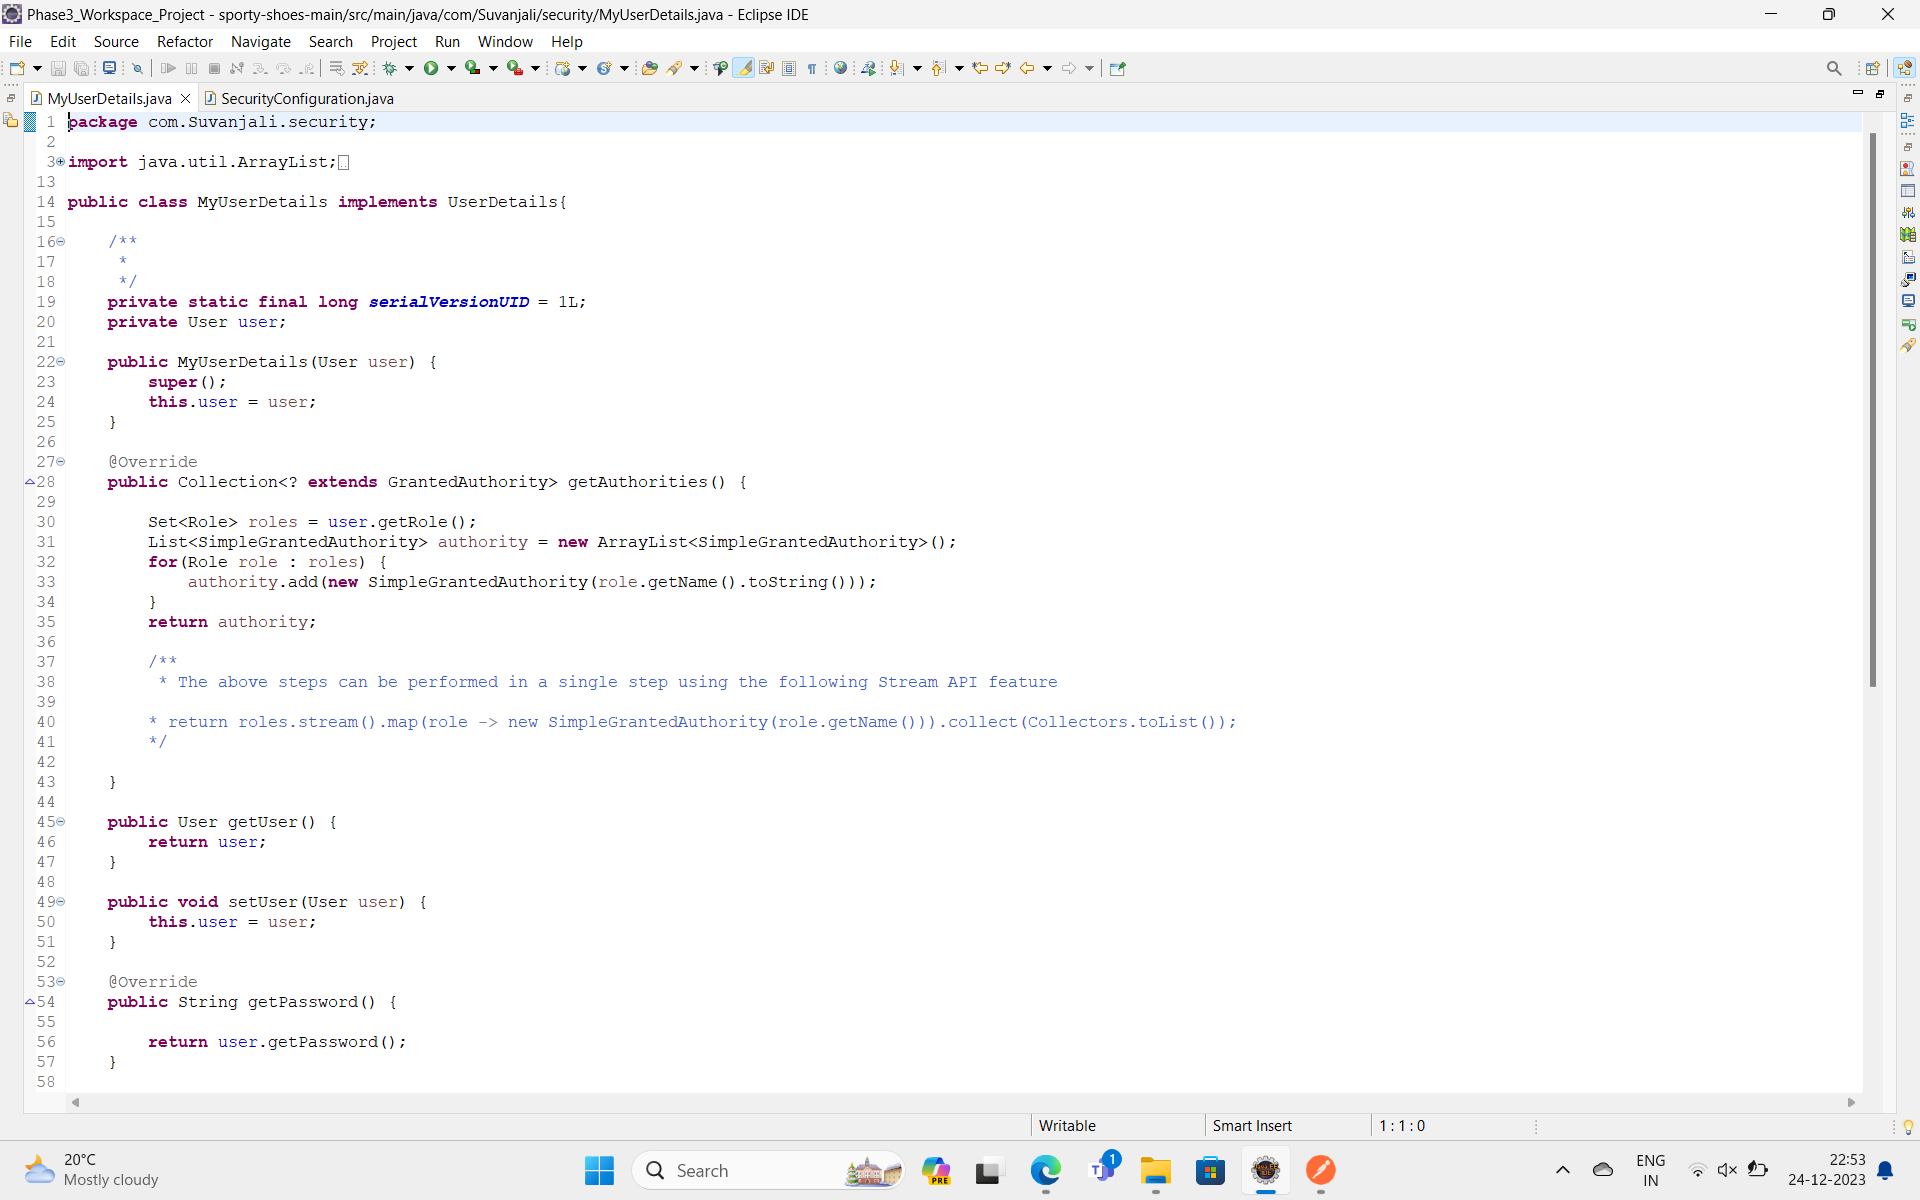 Phase3_Workspace_Project - sporty-shoes-main/src/main/java/com/Suvanjali/security/MyUserDetails.java - Eclipse IDE
File Edit Source Refactor Navigate Search Project Run Window Help
MyUserDetails.java SecurityConfiguration.java
1 package com.Suvanjali.security;
2
3 import java.util.ArrayList;
13
14 public class MyUserDetails implements UserDetails{
15
16 /**
17 *
18 */
19 private static final long serialVersionUID = 1L;
20 private User user;
21
22 public MyUserDetails(User user) {
23 super();
24 this.user = user;
25 }
26
27 @Override
28 public Collection<? extends GrantedAuthority> getAuthorities() {
29
30 Set<Role> roles = user.getRole();
31 List<SimpleGrantedAuthority> authority = new ArrayList<SimpleGrantedAuthority>();
32 for(Role role : roles) {
33 authority.add(new SimpleGrantedAuthority(role.getName().toString()));
34 }
35 return authority;
36
37 /**
38 * The above steps can be performed in a single step using the following Stream API feature
39
40 * return roles.stream().map(role -> new SimpleGrantedAuthority(role.getName())).collect(Collectors.toList());
41 */
42
43 }
44
45 public User getUser() {
46 return user;
47 }
48
49 public void setUser(User user) {
50 this.user = user;
51 }
52
53 @Override
54 public String getPassword() {
55
56 return user.getPassword();
57 }
58
Writable Smart Insert 1 : 1 : 0
20°C
Mostly cloudy
Search
PRE
1
ENG
IN
22:53
24-12-2023